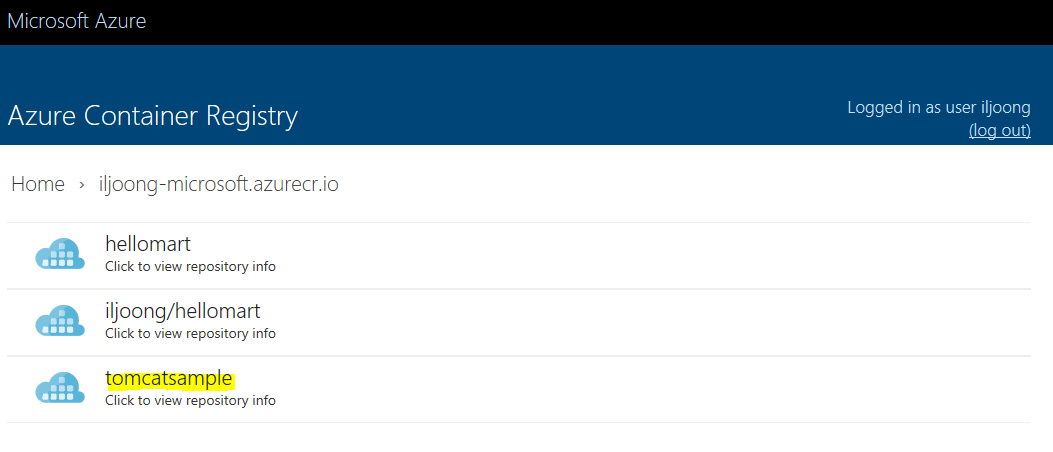 Microsoft Azure
Azure Container Registry
Logged in as user iljoong
(log out)
Home › iljoong-microsoft.azurecr.io
hellomart
Click to view repository info
iljoong/hellomart
Click to view repository info
tomcatsample
Click to view repository info